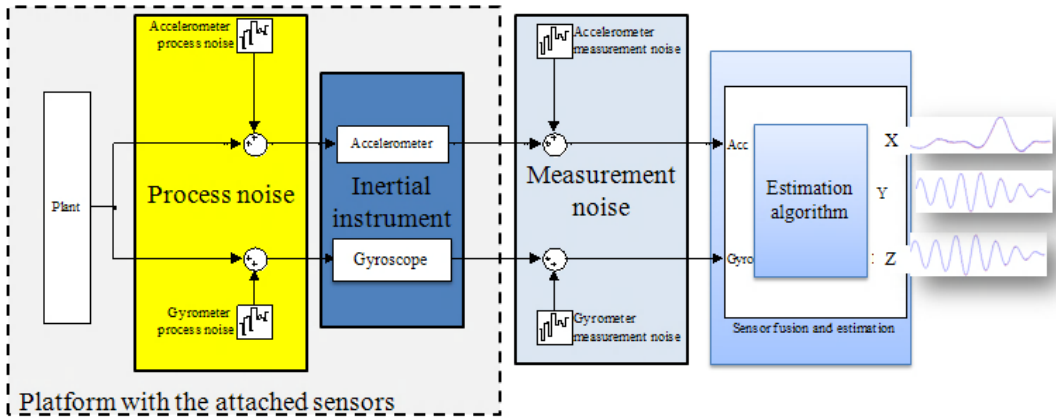 Accelerometer
process noise
Accelerometer
measurement noise
Plant
Process noise
Accelerometer
Inertial
instrument
Gyroscope
Measurement
noise
Acc
Gyro
Estimation
algorithm
X
Y
Z
Gyrometer
process noise
Gyrometer
measurement noise
Sensor fusion and estimation
Platform with the attached sensors